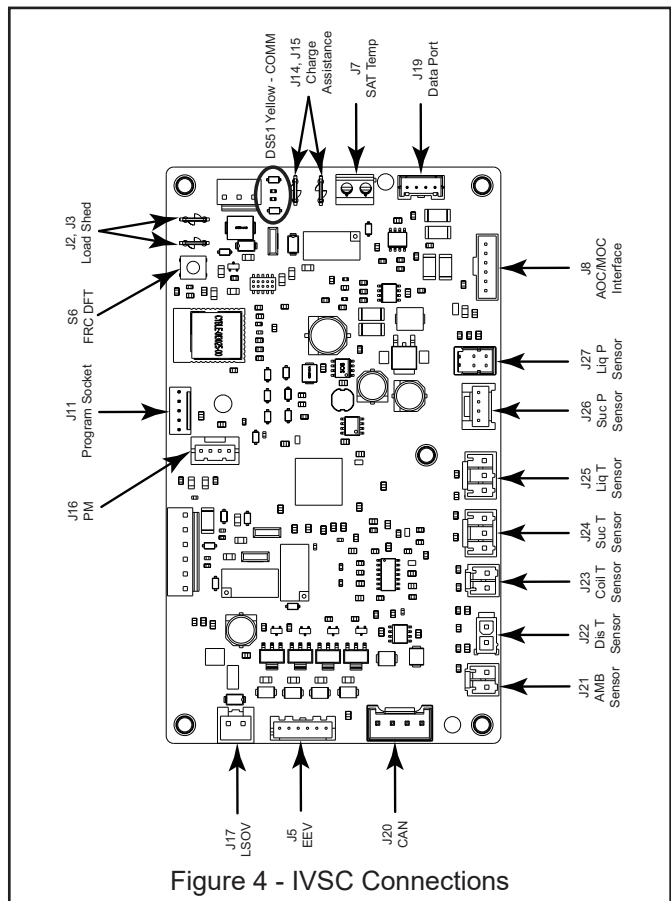 J2, J3
Load Shed
S6
FRC DFT
J11
Program Socket
J16
PM
DS51 Yellow - COMM
J14, J15
Charge
Assistance
J7
SAT Temp
J19
Data Port
J8
AOC/MOC
Interface
J27
Liq P
Sensor
J26
Suc P
Sensor
J25
Liq T
Sensor
J24
Suc T
Sensor
J23
Coil T
Sensor
J22
Dis T
Sensor
J21
AMB
Sensor
J17
LSOV
J5
EEV
J20
CAN
Figure 4 - IVSC Connections